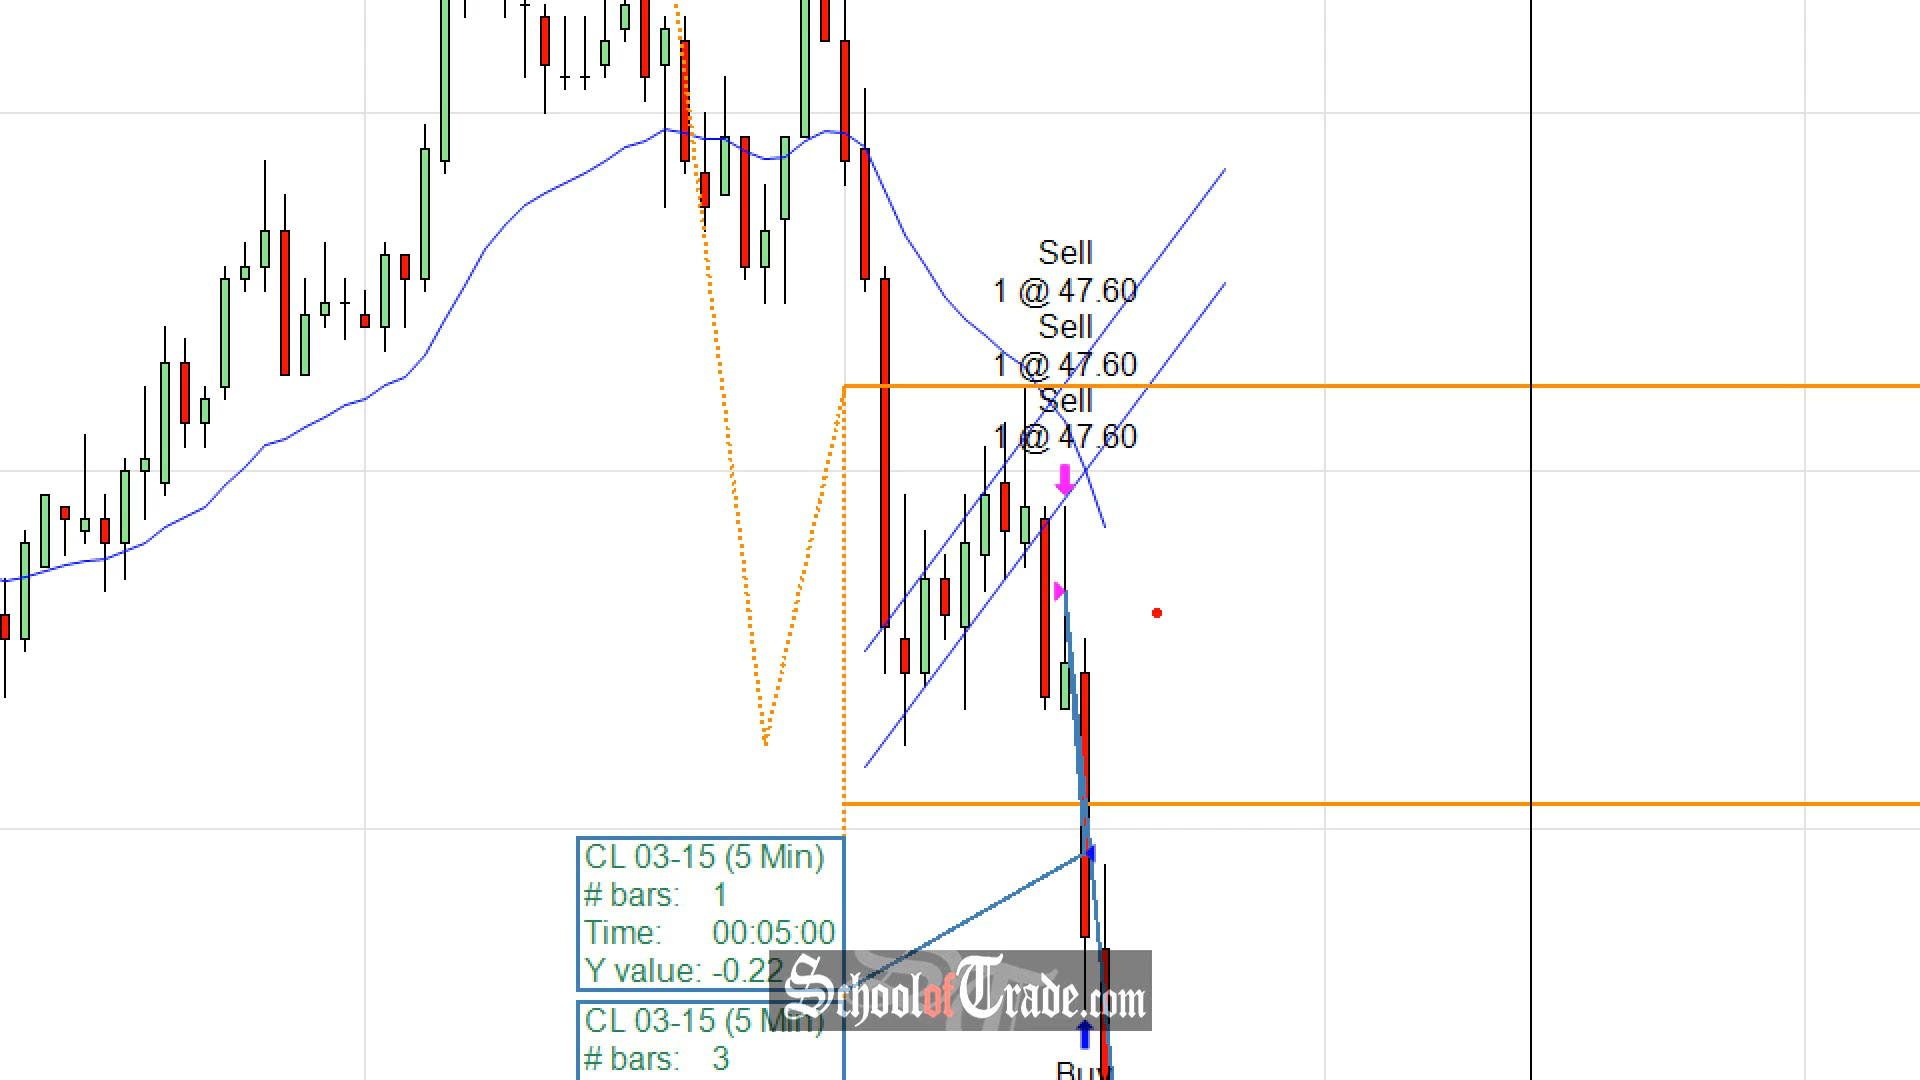 Sell
1 @ 47.60
Sell
1 @ 47.60
Sell
1 @ 47.60
CL 03-15 (5 Min)
# bars: 1
Time: 00:05:00
Y value: -0.22
SchoolofTrade.com
CL 03-15 (5 Min)
# bars: 3
Buy